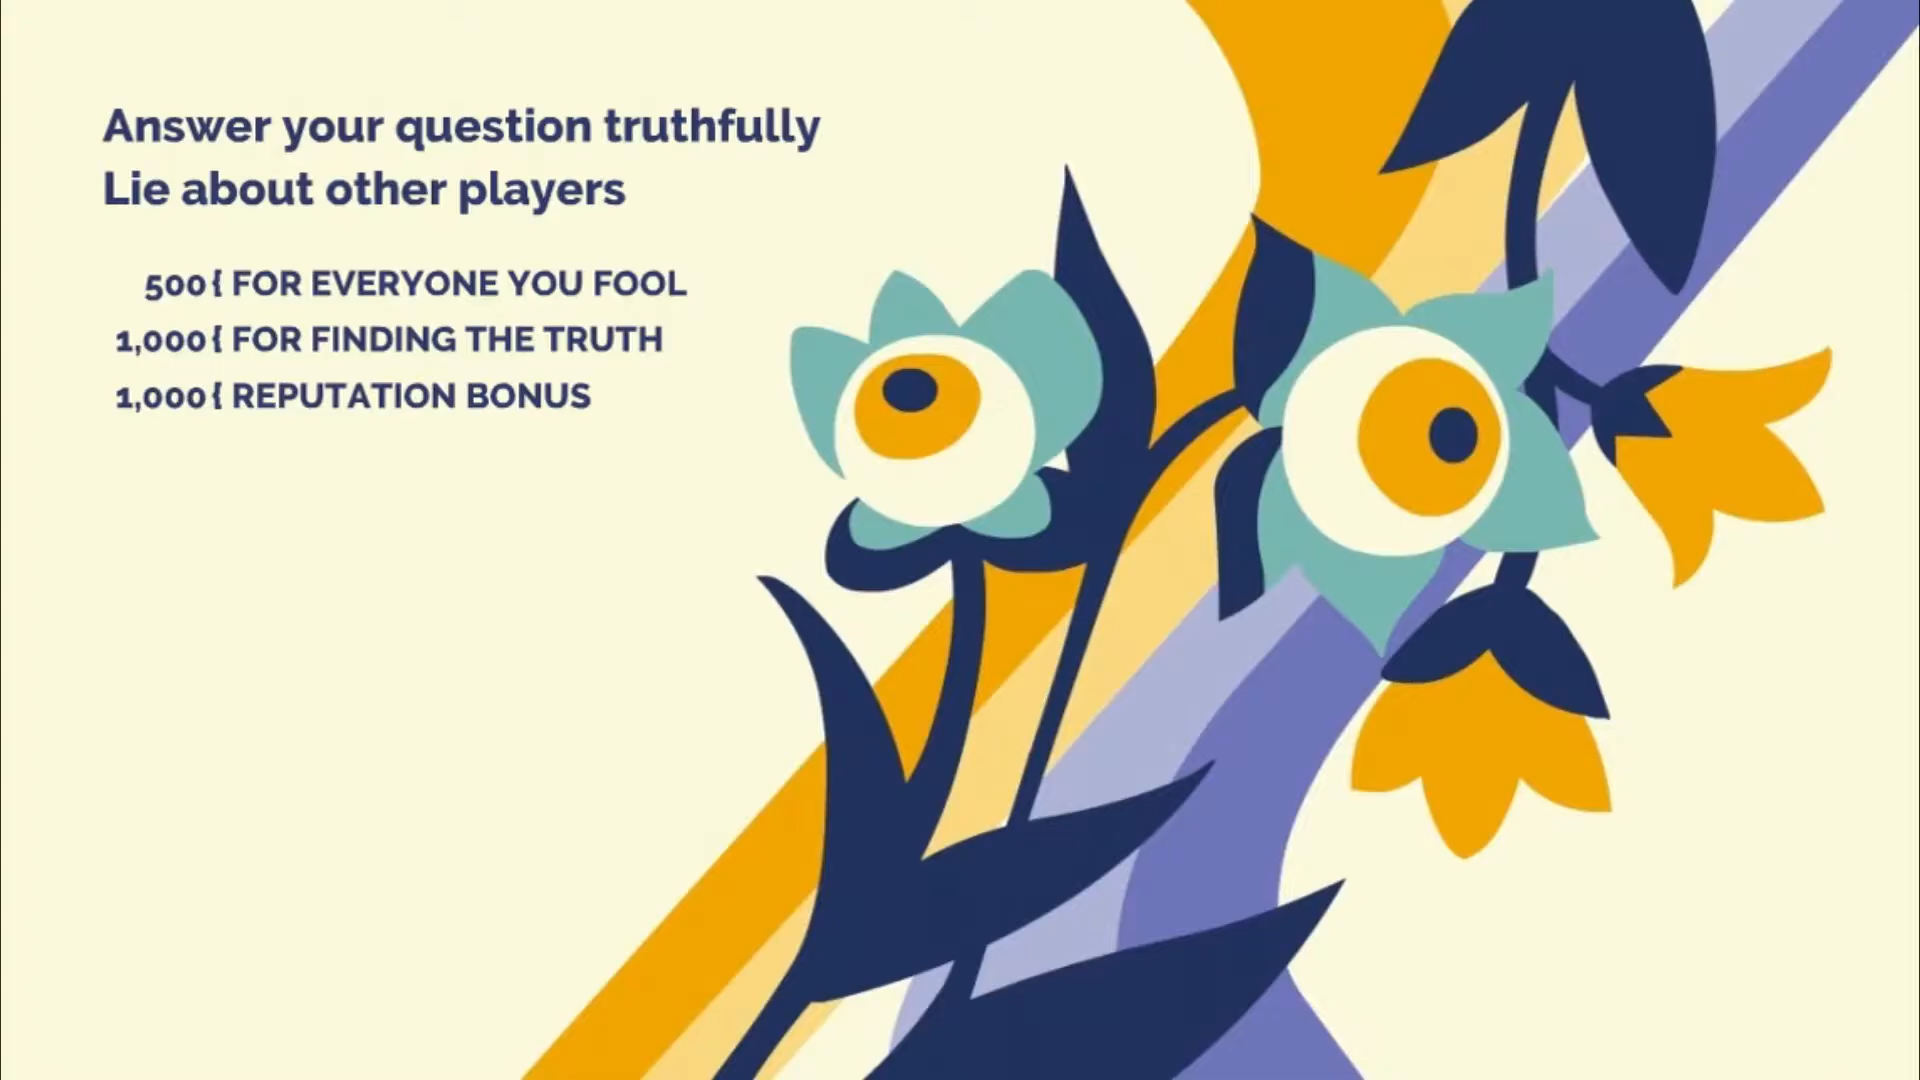 Answer your question truthfully
Lie about other players
500{ FOR EVERYONE YOU FOOL
1,000{ FOR FINDING THE TRUTH
1,000{ REPUTATION BONUS